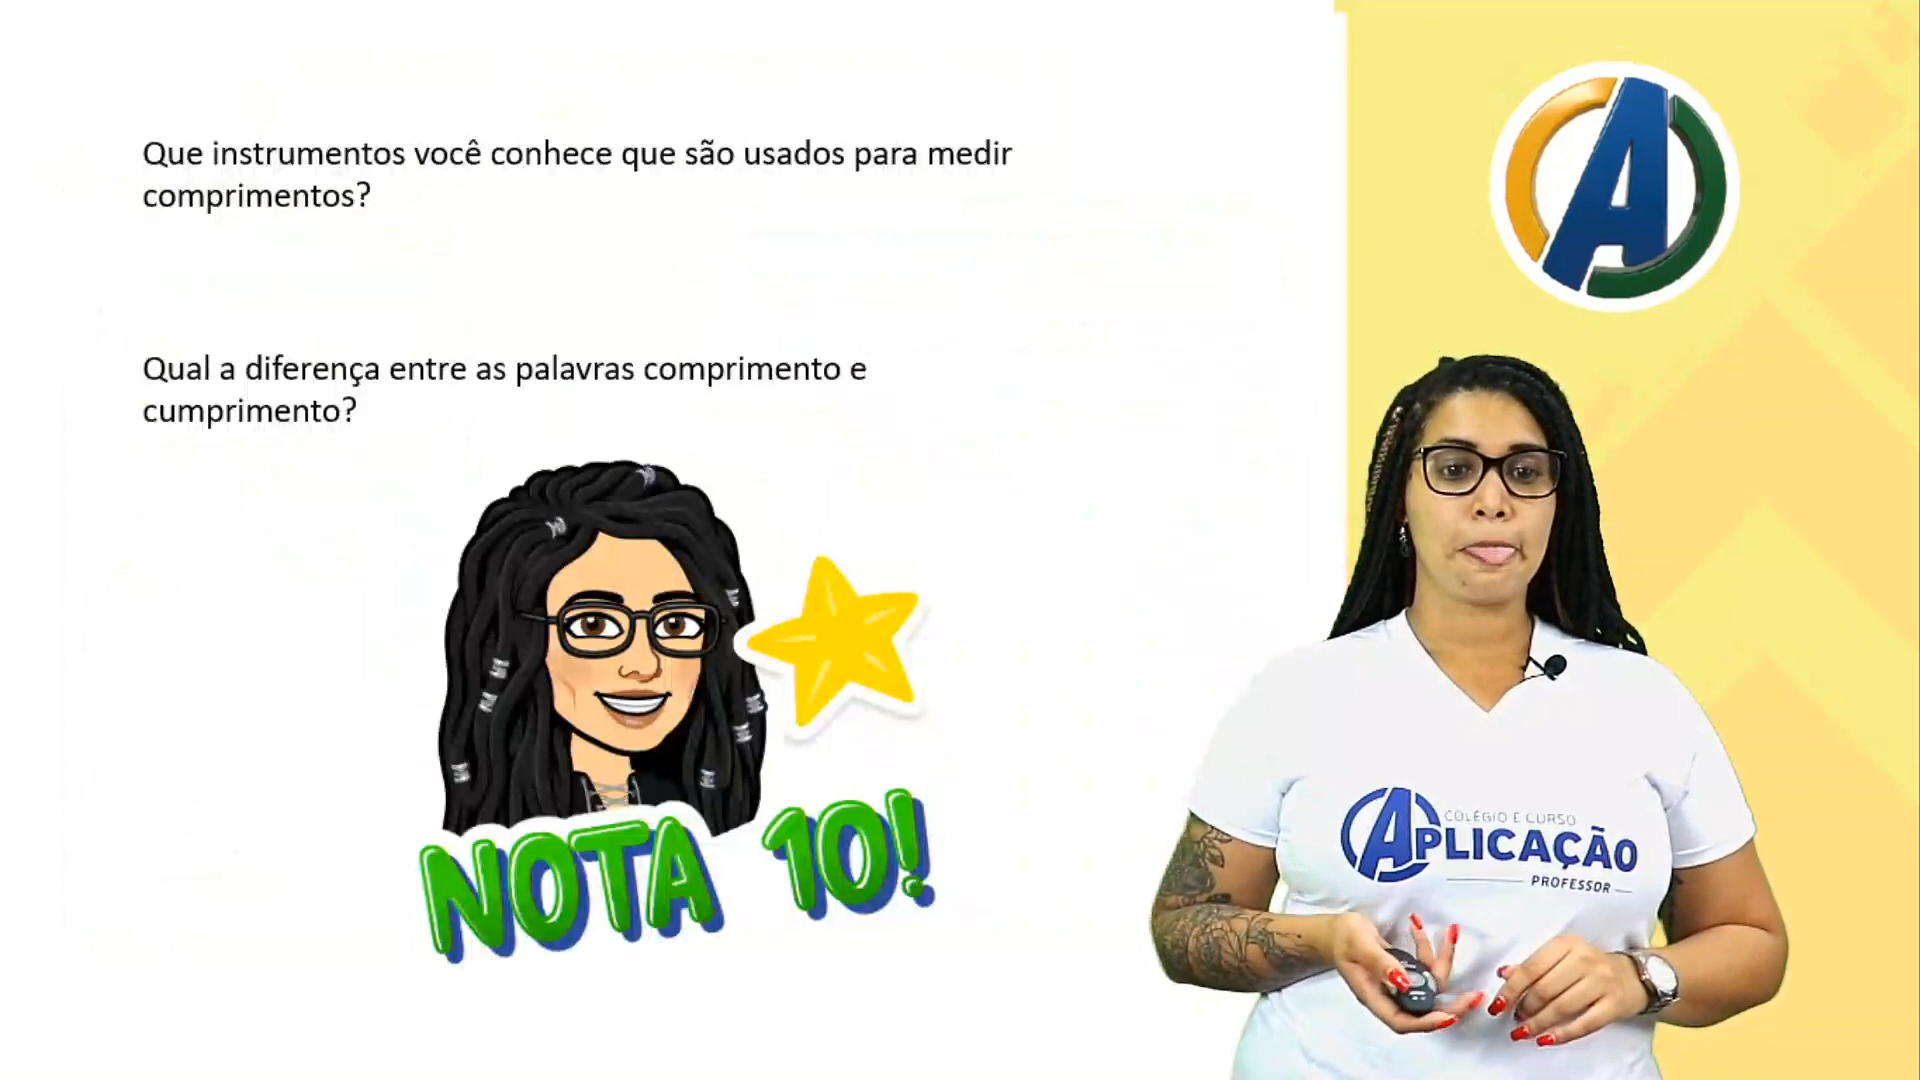 Que instrumentos você conhece que são usados para medir
comprimentos?
Qual a diferença entre as palavras comprimento e
cumprimento?
NOTA 10!
A
COLÉGIO E CURSO
APLICAÇÃO
PROFESSOR